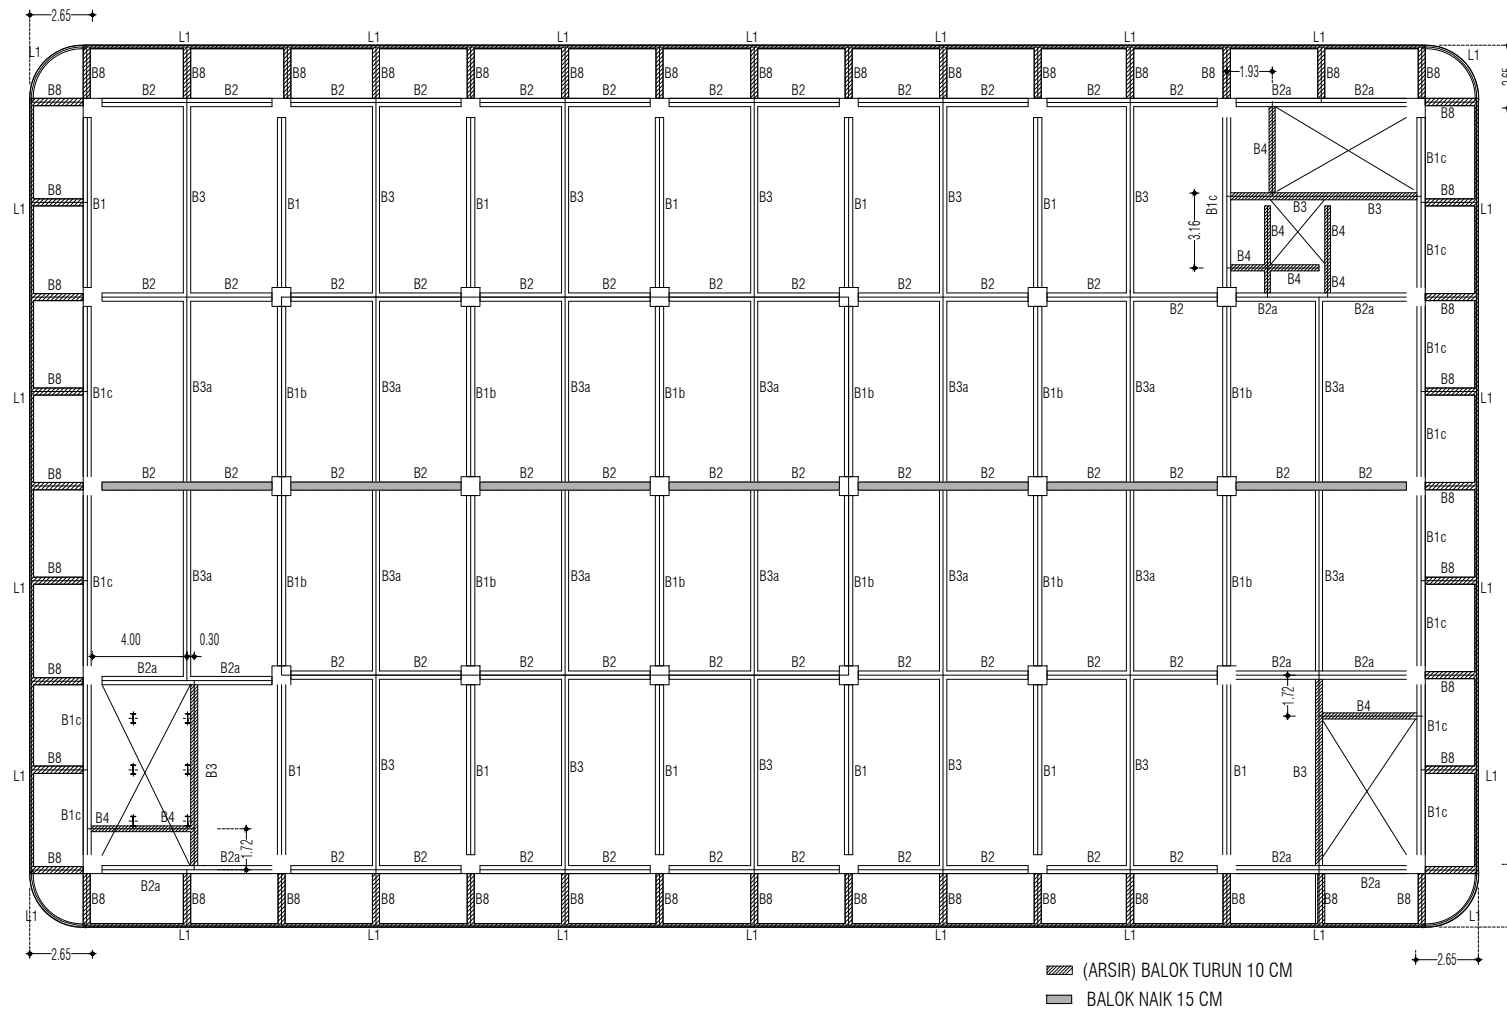 2.65
L1 L1 L1 L1 L1 L1 L1
L1 L1
B8 B8 B8 B8 B8 B8 B8 B8 B8 B8 B8 B8 B8 B8 B8
1.93
B8 B2 B2 B2 B2 B2 B2 B2 B2 B2 B2 B2 B2 B2a B2a
B8
B4 B1c
B8 B8
B1 B3 B1 B3 B1 B3 B1 B3 B1 B3 B1 B3 B1c B3 B3
L1 L1
3.16 B4 B4
B1c
B4 B4 B4
B8 B2 B2 B2 B2 B2 B2 B2 B2 B2 B2 B2
B2 B2a B2a B8
B1c
B8 B8
B1c B3a B1b B3a B1b B3a B1b B3a B1b B3a B1b B3a B1b B3a
L1 L1
B1c
B8 B2 B2 B2 B2 B2 B2 B2 B2 B2 B2 B2 B2 B2 B2
B8
B1c
B8 B8
B1c B3a B1b B3a B1b B3a B1b B3a B1b B3a B1b B3a B1b B3a
L1 L1
B1c
4.00 0.30
B8 B2a B2a B2 B2 B2 B2 B2 B2 B2 B2 B2 B2 B2a B2a
B8
1.72
B4
B1c B1c
B8 B8
L1 B3 B1 B3 B1 B3 B1 B3 B1 B3 B1 B3 B1 B3 L1
B1c B4 B4 B1c
1.72
B8 B2a B2 B2 B2 B2 B2 B2 B2 B2 B2 B2 B2a
B2a B2a
B8 B8 B8 B8 B8 B8 B8 B8 B8 B8 B8 B8 B8 B8 B8
L1 L1
L1 L1 L1 L1 L1 L1 L1
2.65 2.65
(ARSIR) BALOK TURUN 10 CM
BALOK NAIK 15 CM